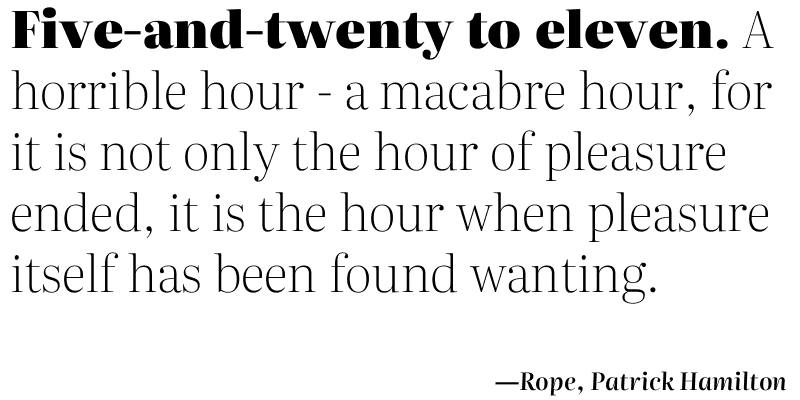 Five-and-twenty to eleven. A
horrible hour - a macabre hour, for
it is not only the hour of pleasure
ended, it is the hour when pleasure
itself has been found wanting.
—Rope, Patrick Hamilton